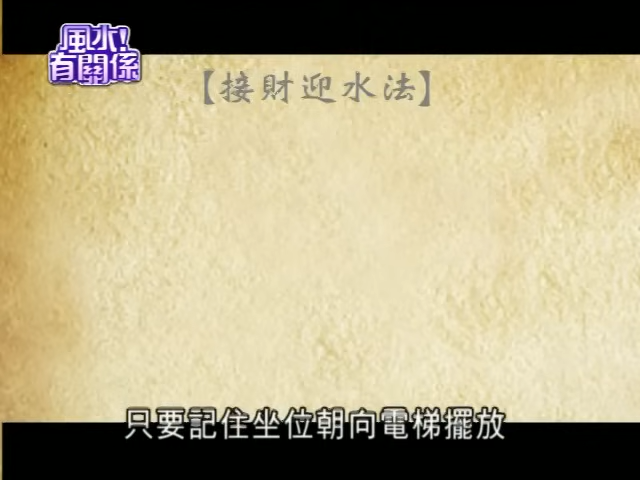 風水!
有關係
【接財迎水法】
只要記住坐位朝向電梯擺放